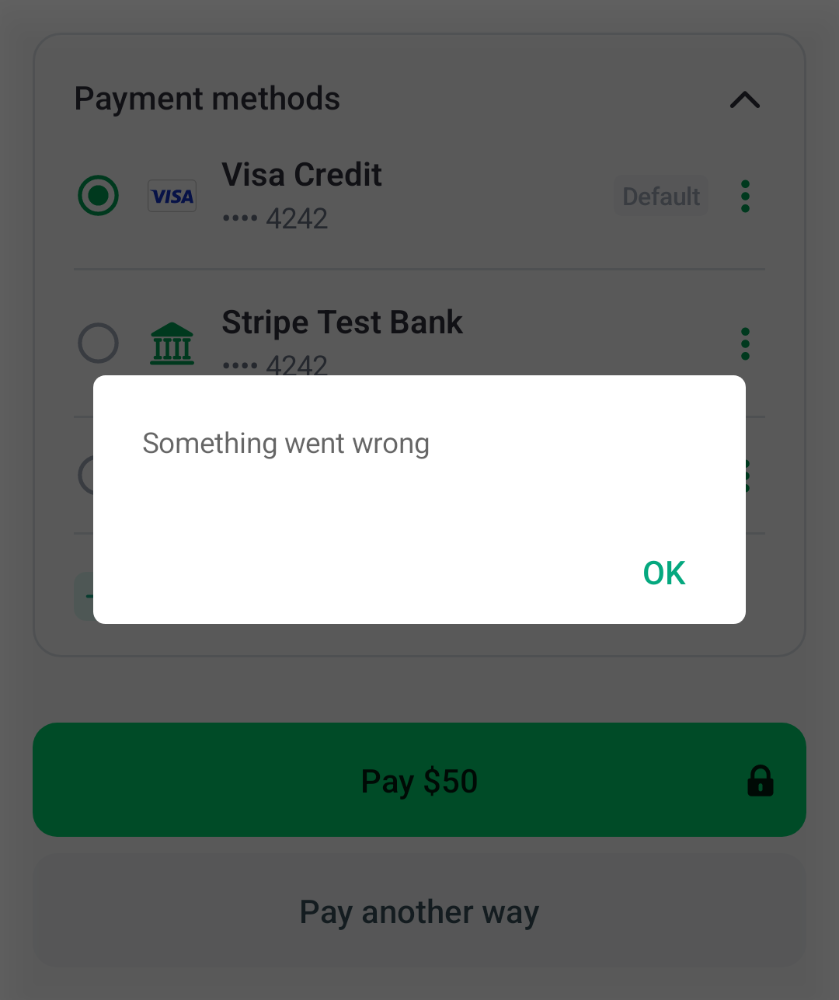 Payment methods
VISA
Visa Credit
•••• 4242
Default
Stripe Test Bank
•••• 4242
Something went wrong
OK
Pay $50
Pay another way